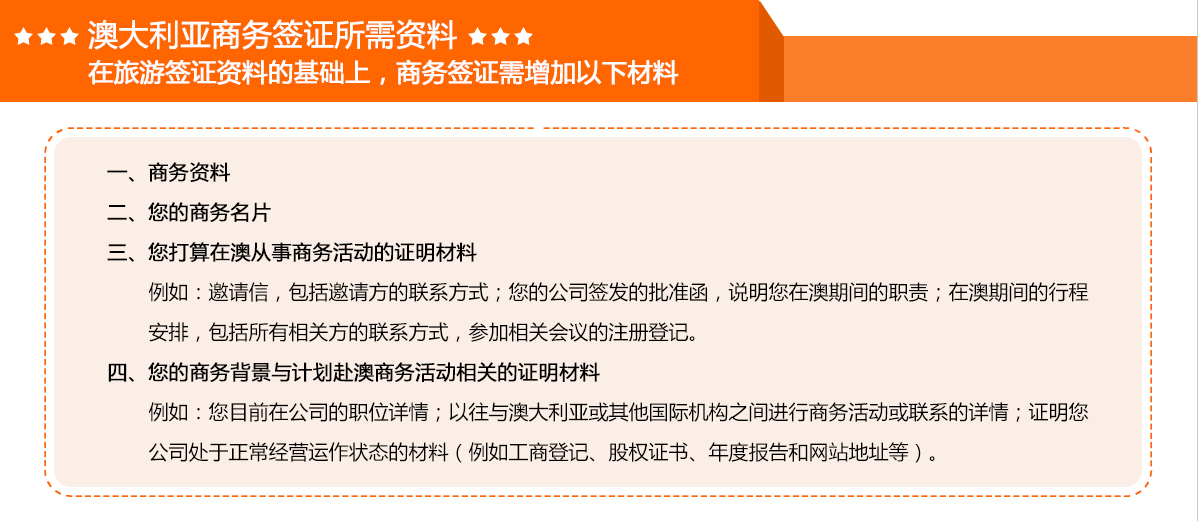 澳大利亚商务签证所需资料
在旅游签证资料的基础上，商务签证需增加以下材料
一、商务资料
二、您的商务名片
三、您打算在澳从事商务活动的证明材料
例如：邀请信，包括邀请方的联系方式；您的公司签发的批准函，说明您在澳期间的职责；在澳期间的行程
安排，包括所有相关方的联系方式，参加相关会议的注册登记。
四、您的商务背景与计划赴澳商务活动相关的证明材料
例如：您目前在公司的职位详情；以往与澳大利亚或其他国际机构之间进行商务活动或联系的详情；证明您
公司处于正常经营运作状态的材料（例如工商登记、股权证书、年度报告和网站地址等）。